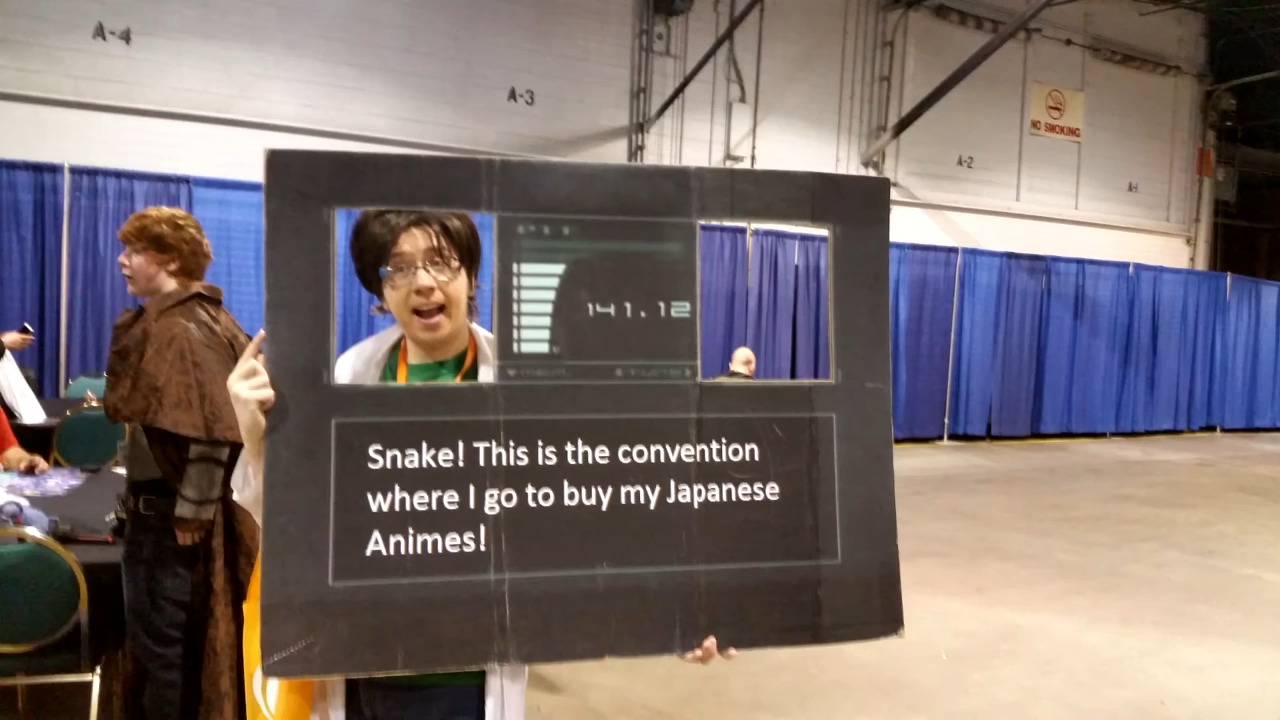 A-4
A-3
NO SMOKING
A-2
A-1
PTT
141.12
Snake! This is the convention
where I go to buy my Japanese
Animes!